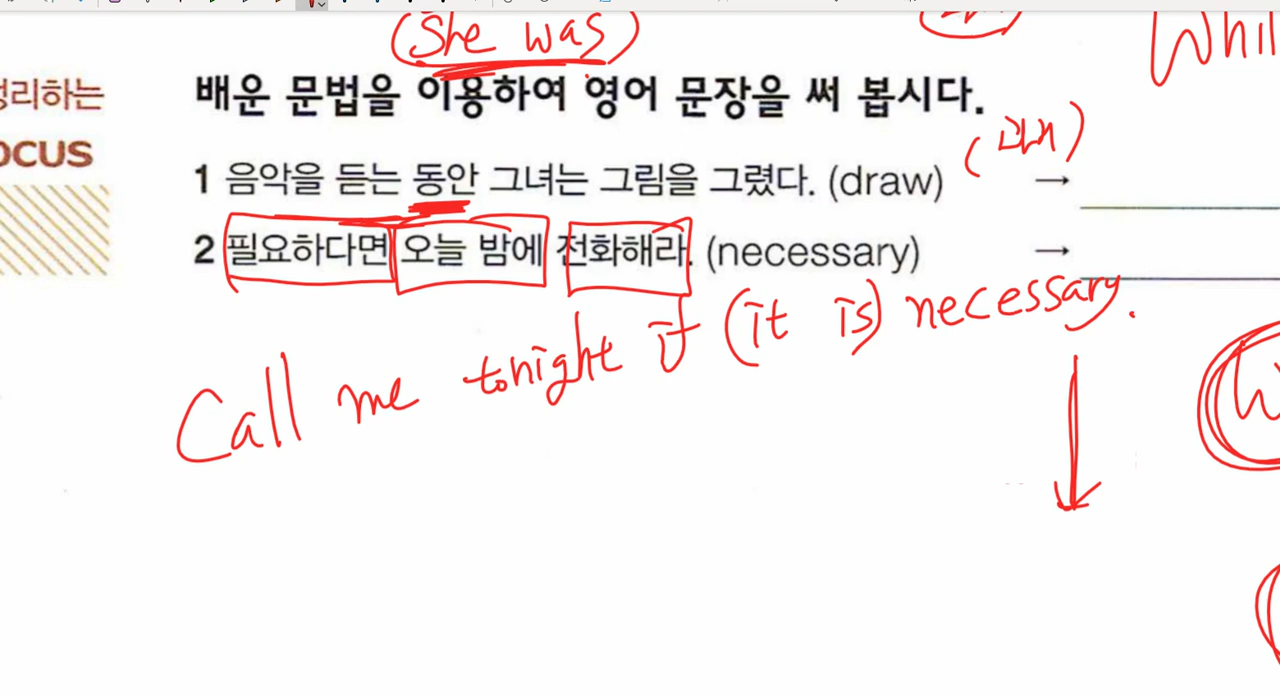 (she was)
Whil
정리하는
배운 문법을 이용하여 영어 문장을 써 봅시다.
OCUS
(과거)
1 음악을 듣는 동안 그녀는 그림을 그렸다. (draw) →
2 필요하다면 오늘 밤에 전화해라. (necessary) →
Call me tonight if (it is) necessary.